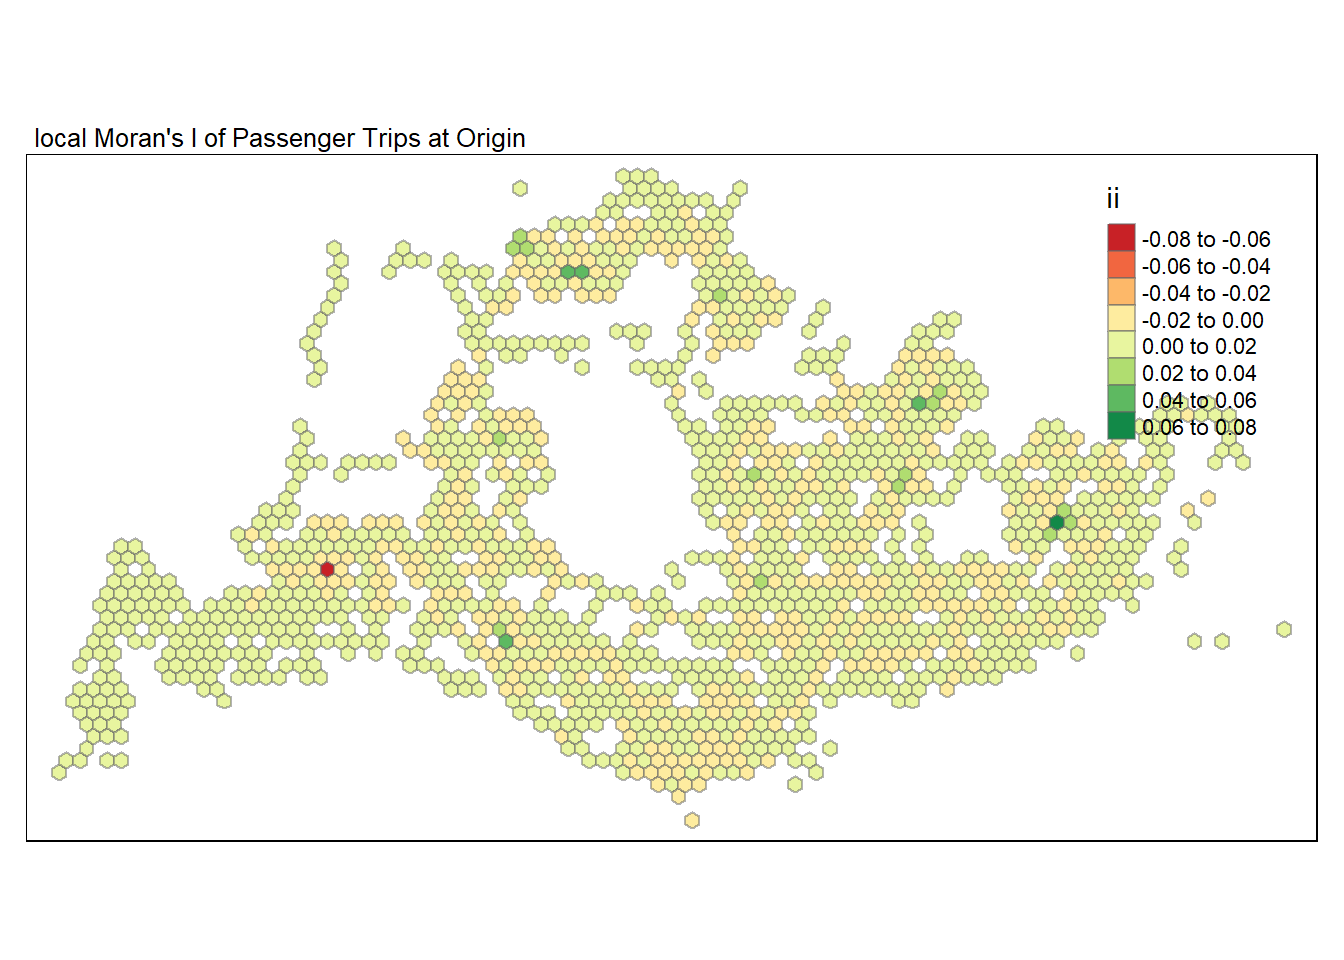 local Moran's I of Passenger Trips at Origin
ii
-0.08 to -0.06
-0.06 to -0.04
-0.04 to -0.02
-0.02 to 0.00
0.00 to 0.02
0.02 to 0.04
0.04 to 0.06
0.06 to 0.08